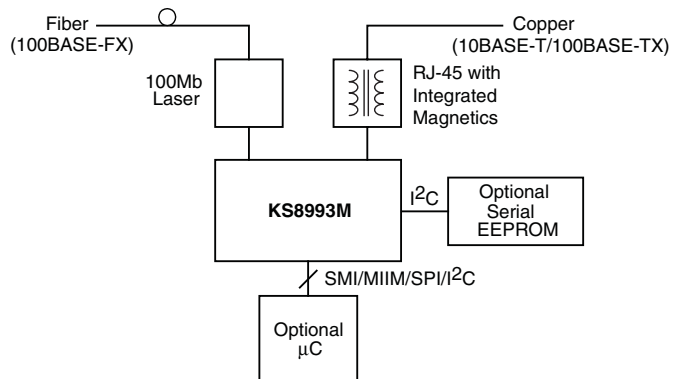 Fiber
(100BASE-FX)
Copper
(10BASE-T/100BASE-TX)
100Mb
Laser
RJ-45 with
Integrated
Magnetics
KS8993M
I²C
Optional
Serial
EEPROM
SMI/MIIM/SPI/I²C
Optional
µC